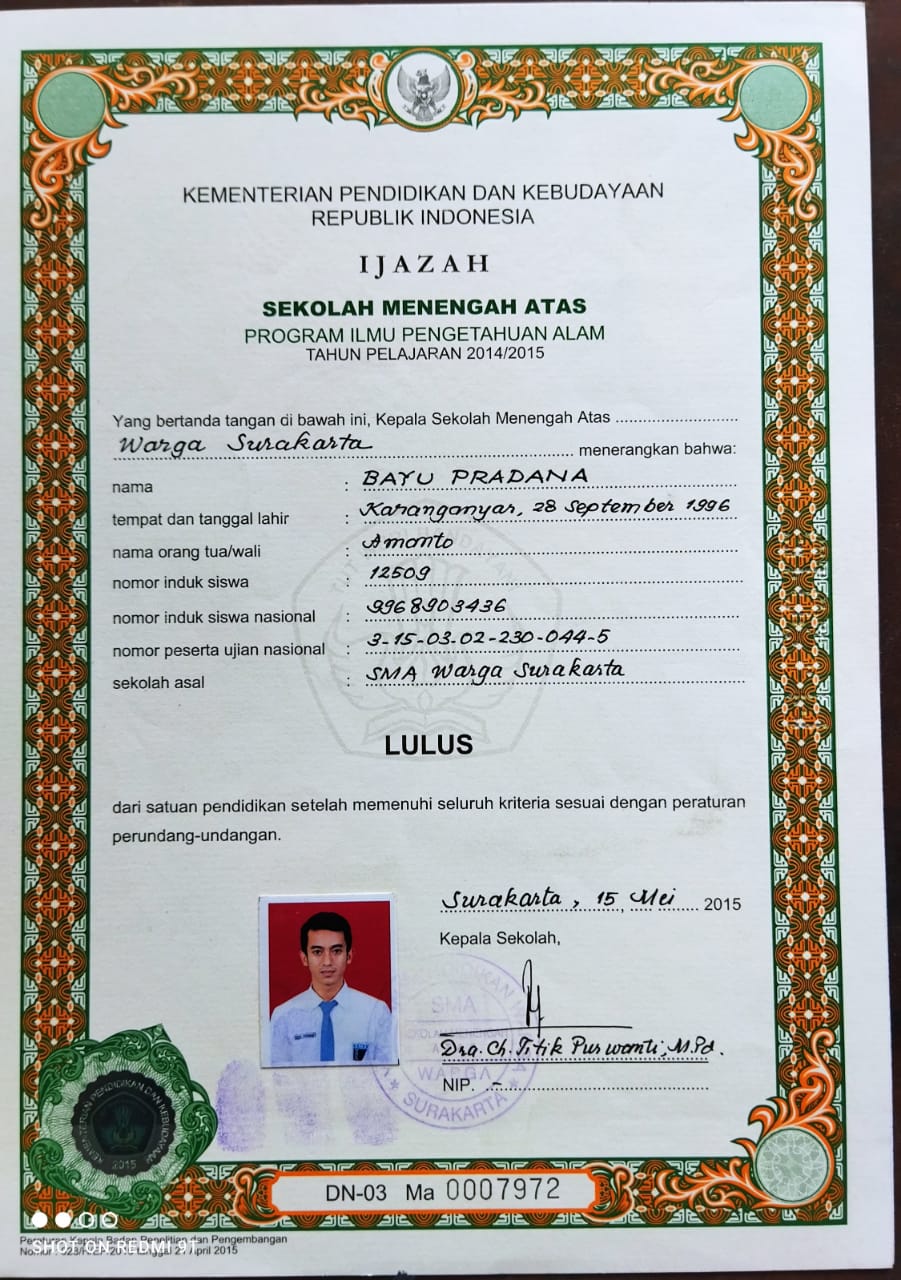 KEMENTERIAN PENDIDIKAN DAN KEBUDAYAAN
REPUBLIK INDONESIA
IJAZAH
SEKOLAH MENENGAH ATAS
PROGRAM ILMU PENGETAHUAN ALAM
TAHUN PELAJARAN 2014/2015
Yang bertanda tangan di bawah ini, Kepala Sekolah Menengah Atas
Warga Surakarta menerangkan bahwa:
nama : BAYU PRADANA
tempat dan tanggal lahir : Karanganyar, 28 September 1996
nama orang tua/wali : Amonto
nomor induk siswa : 12509
nomor induk siswa nasional : 9968903436
nomor peserta ujian nasional : 3-15-03-02-230-044-5
sekolah asal : SMA Warga Surakarta
LULUS
dari satuan pendidikan setelah memenuhi seluruh kriteria sesuai dengan peraturan
perundang-undangan.
Surakarta, 15, Mei 2015
Kepala Sekolah,
SMA
WARGA
SURAKARTA
Dra. Ch. Titik Purwanti, M.Pd.
NIP. -
KEMENTERIAN PENDIDIKAN DAN KEBUDAYAAN
2015
DN-03 Ma 0007972
Peraturan Kepala Badan Penelitian dan Pengembangan
April 2015
SHOT ON REDMI 9T